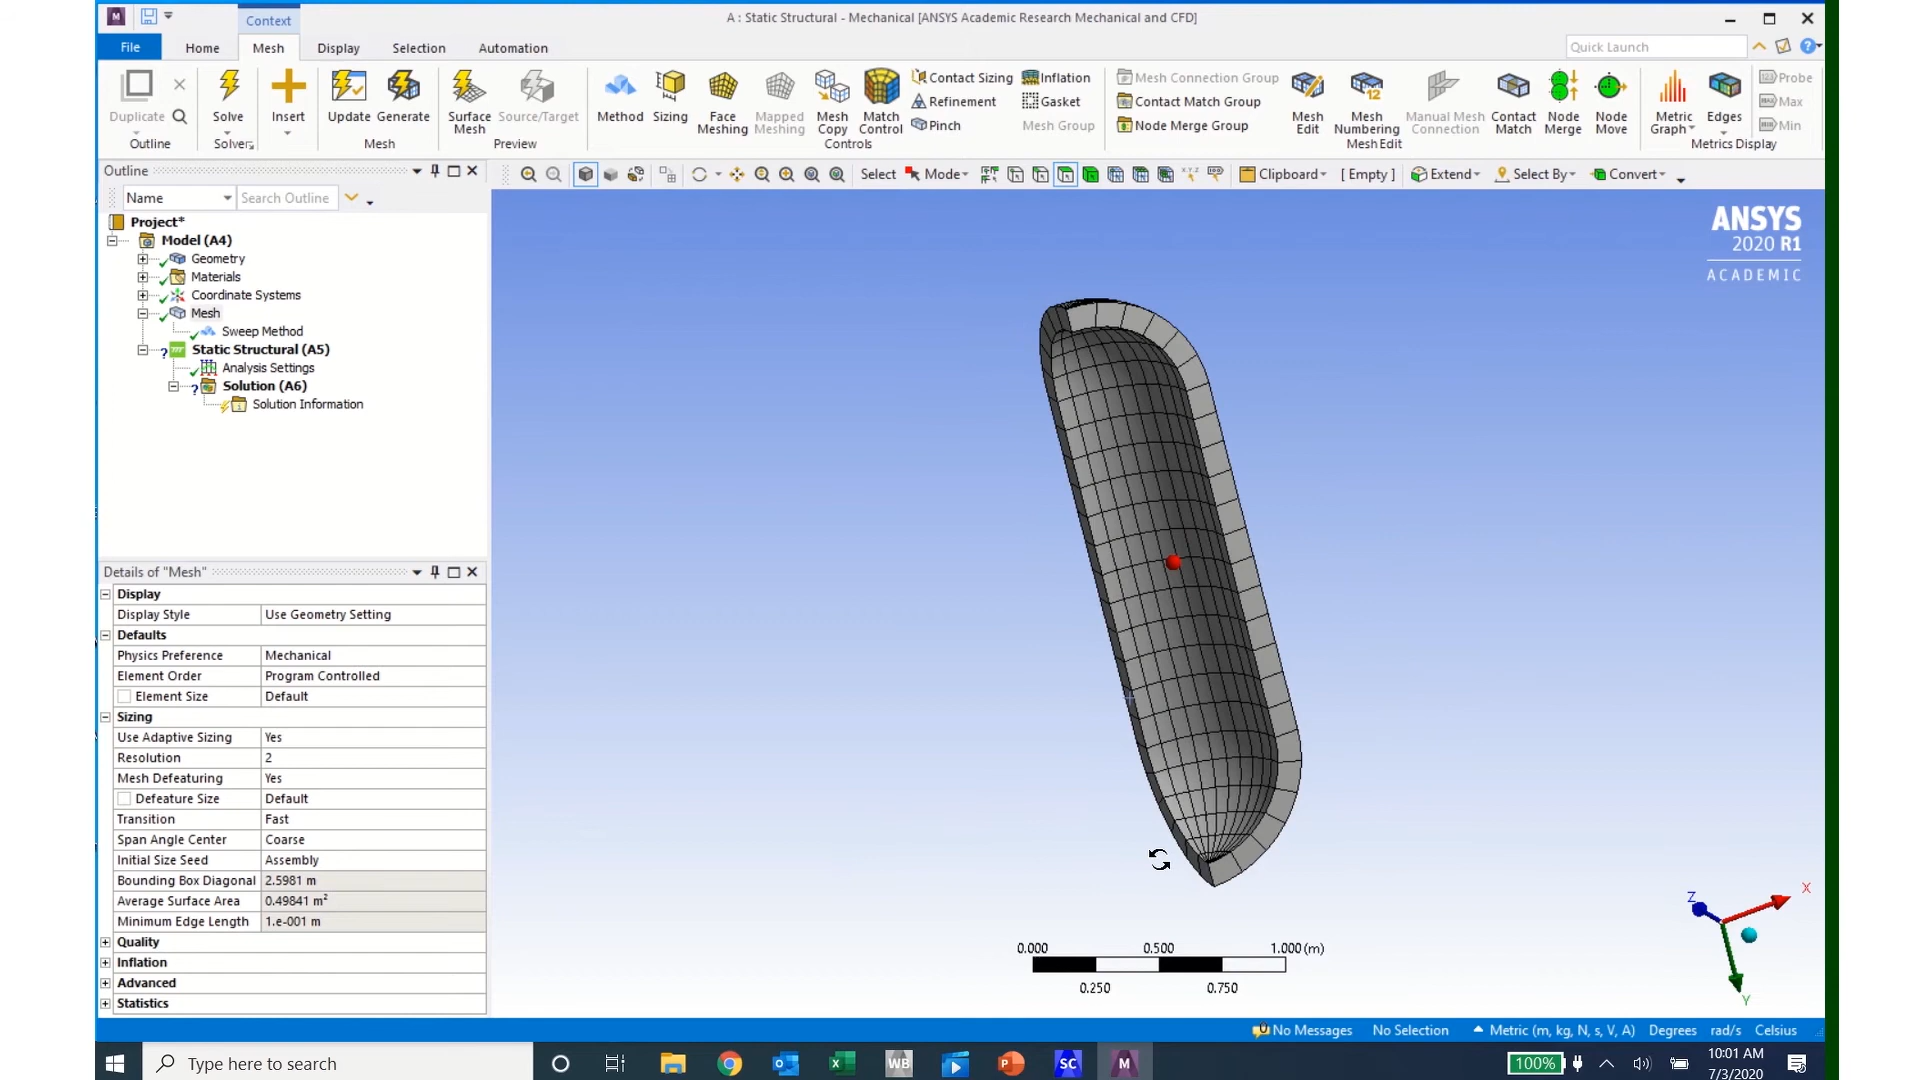 Context
A : Static Structural - Mechanical [ANSYS Academic Research Mechanical and CFD]
File Home Mesh Display Selection Automation Quick Launch
Duplicate Solve Insert Update Generate Surface Mesh Source/Target Method Sizing Face Meshing Mapped Meshing Mesh Copy Match Control
Contact Sizing Inflation
Refinement Gasket
Pinch Mesh Group
Mesh Connection Group
Contact Match Group
Node Merge Group
Mesh Edit Mesh Numbering Manual Mesh Connection Contact Match Node Merge Node Move Metric Graph Edges
Probe
Max
Min
Outline Solver Mesh Preview Controls Mesh Edit Metrics Display
Outline
Select Mode Clipboard [ Empty ] Extend Select By Convert
Name Search Outline
Project*
Model (A4)
Geometry
Materials
Coordinate Systems
Mesh
Sweep Method
Static Structural (A5)
Analysis Settings
Solution (A6)
Solution Information
ANSYS
2020 R1
ACADEMIC
Details of "Mesh"
Display
Display Style Use Geometry Setting
Defaults
Physics Preference Mechanical
Element Order Program Controlled
Element Size Default
Sizing
Use Adaptive Sizing Yes
Resolution 2
Mesh Defeaturing Yes
Defeature Size Default
Transition Fast
Span Angle Center Coarse
Initial Size Seed Assembly
Bounding Box Diagonal 2.5981 m
Average Surface Area 0.49841 m²
Minimum Edge Length 1.e-001 m
Quality
Inflation
Advanced
Statistics
0.000 0.500 1.000 (m)
0.250 0.750
X
Y
Z
No Messages No Selection Metric (m, kg, N, s, V, A) Degrees rad/s Celsius
Type here to search
WB
SC
M
100%
10:01 AM
7/3/2020